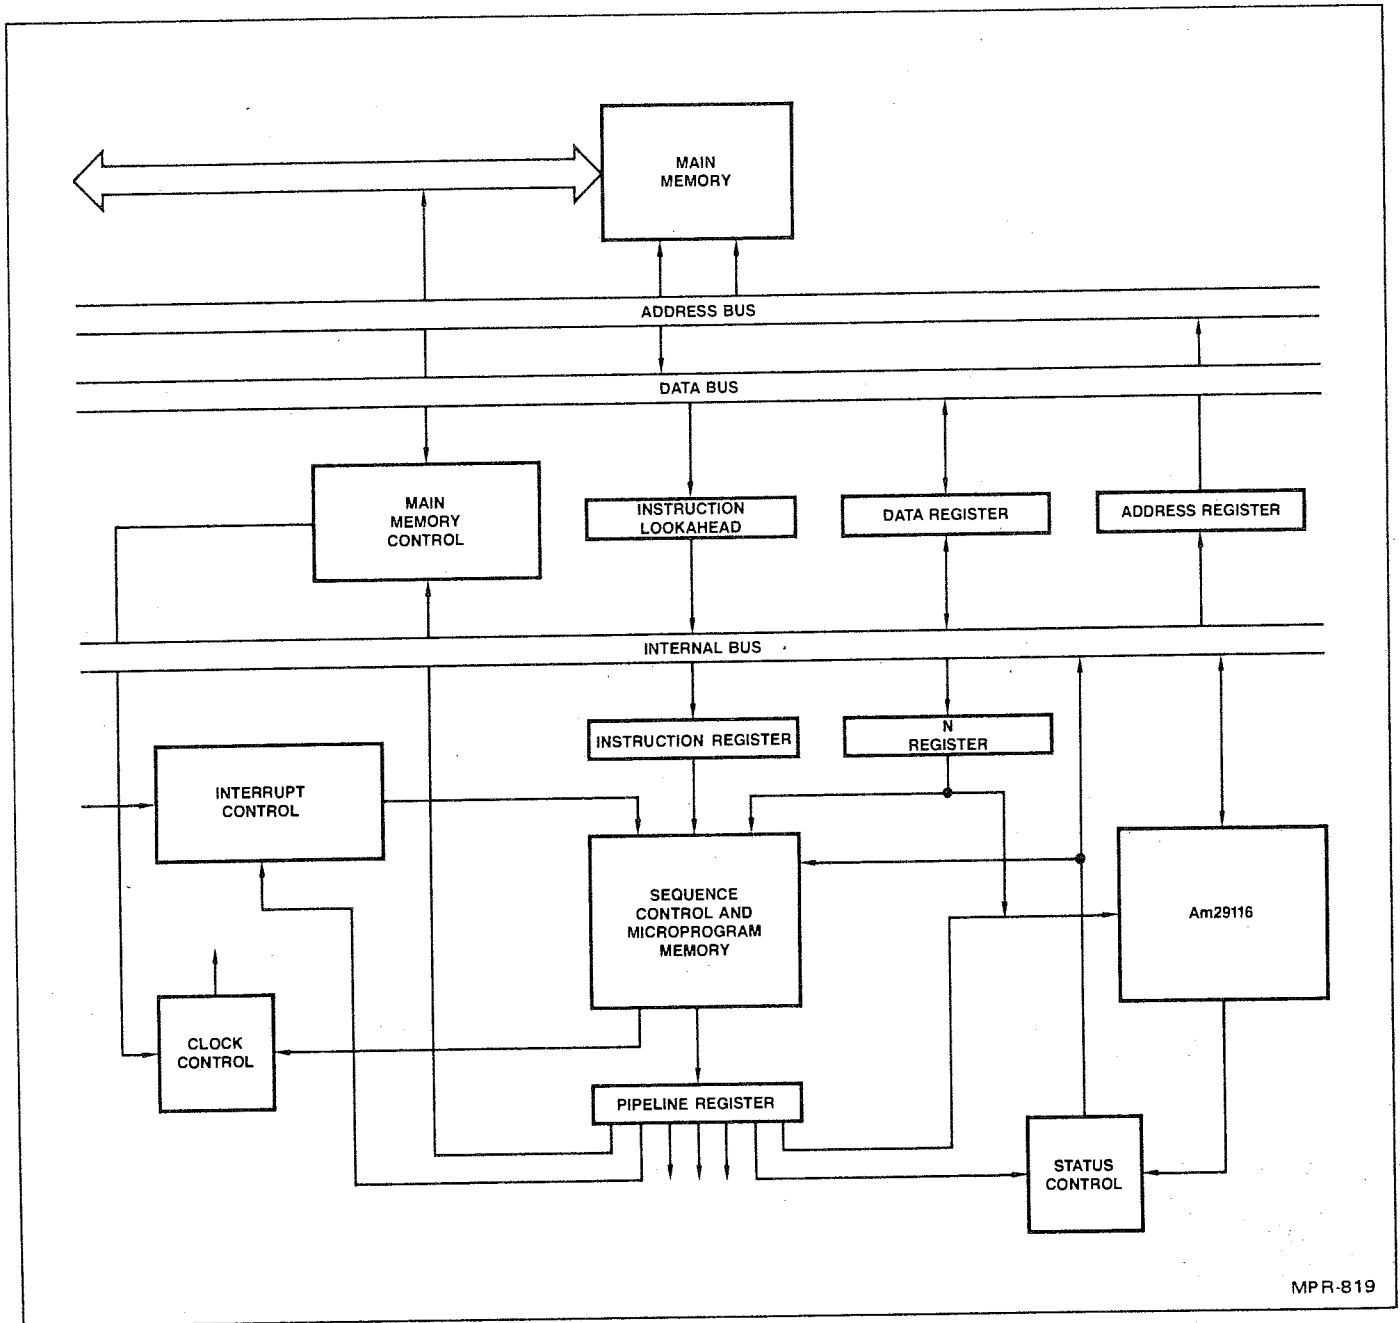 MAIN
MEMORY
ADDRESS BUS
DATA BUS
MAIN
MEMORY
CONTROL
INSTRUCTION
LOOKAHEAD
DATA REGISTER
ADDRESS REGISTER
INTERNAL BUS
INSTRUCTION REGISTER
N
REGISTER
INTERRUPT
CONTROL
SEQUENCE
CONTROL AND
MICROPROGRAM
MEMORY
Am29116
CLOCK
CONTROL
PIPELINE REGISTER
STATUS
CONTROL
MPR-819